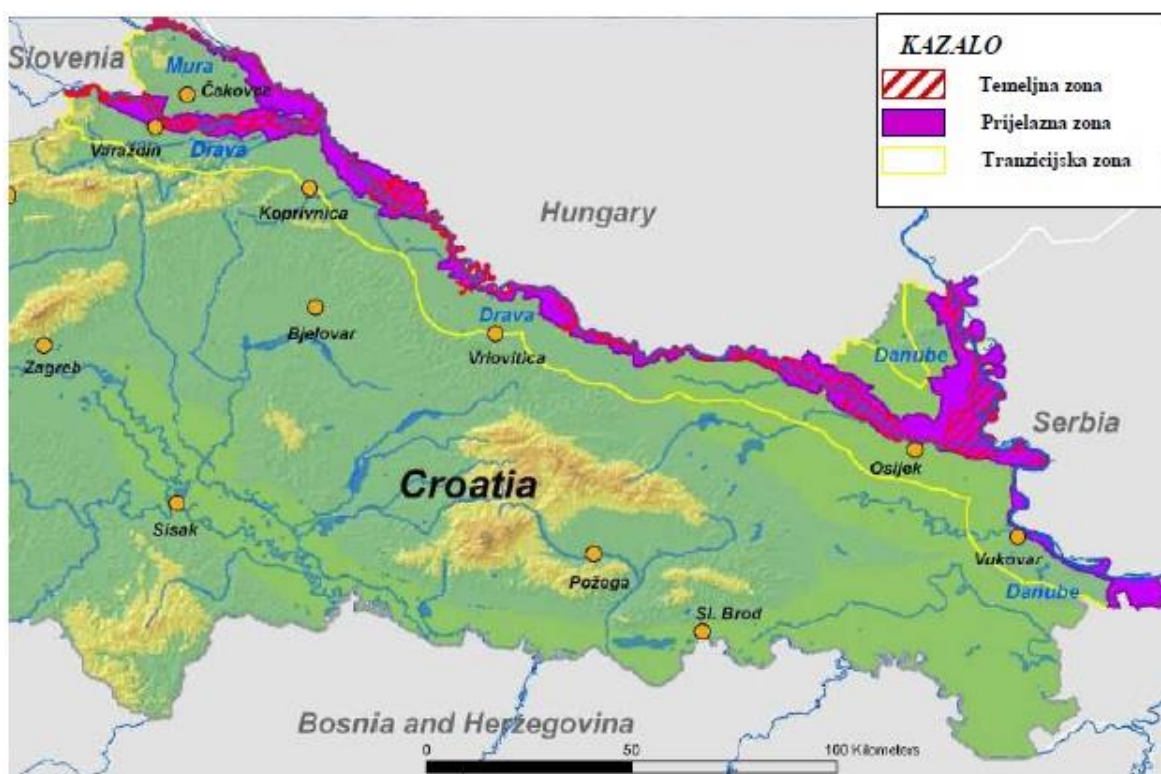 KAZALO
Temeljna zona
Prijelazna zona
Tranzicijska zona
Slovenia
Mura
Čakovec
Varaždin
Drava
Koprivnica
Hungary
Bjelovar
Drava
Virovitica
Zagreb
Danube
Serbia
Osijek
Croatia
Sisak
Požega
Vukovar
Danube
Sl. Brod
Bosnia and Herzegovina
0 50 100 Kilometers